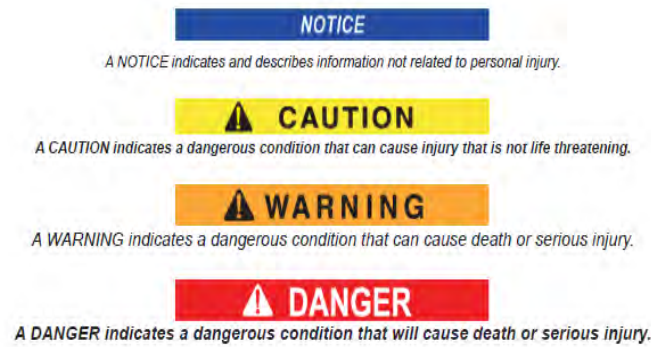 NOTICE
A NOTICE indicates and describes information not related to personal injury.
CAUTION
A CAUTION indicates a dangerous condition that can cause injury that is not life threatening.
WARNING
A WARNING indicates a dangerous condition that can cause death or serious injury.
DANGER
A DANGER indicates a dangerous condition that will cause death or serious injury.